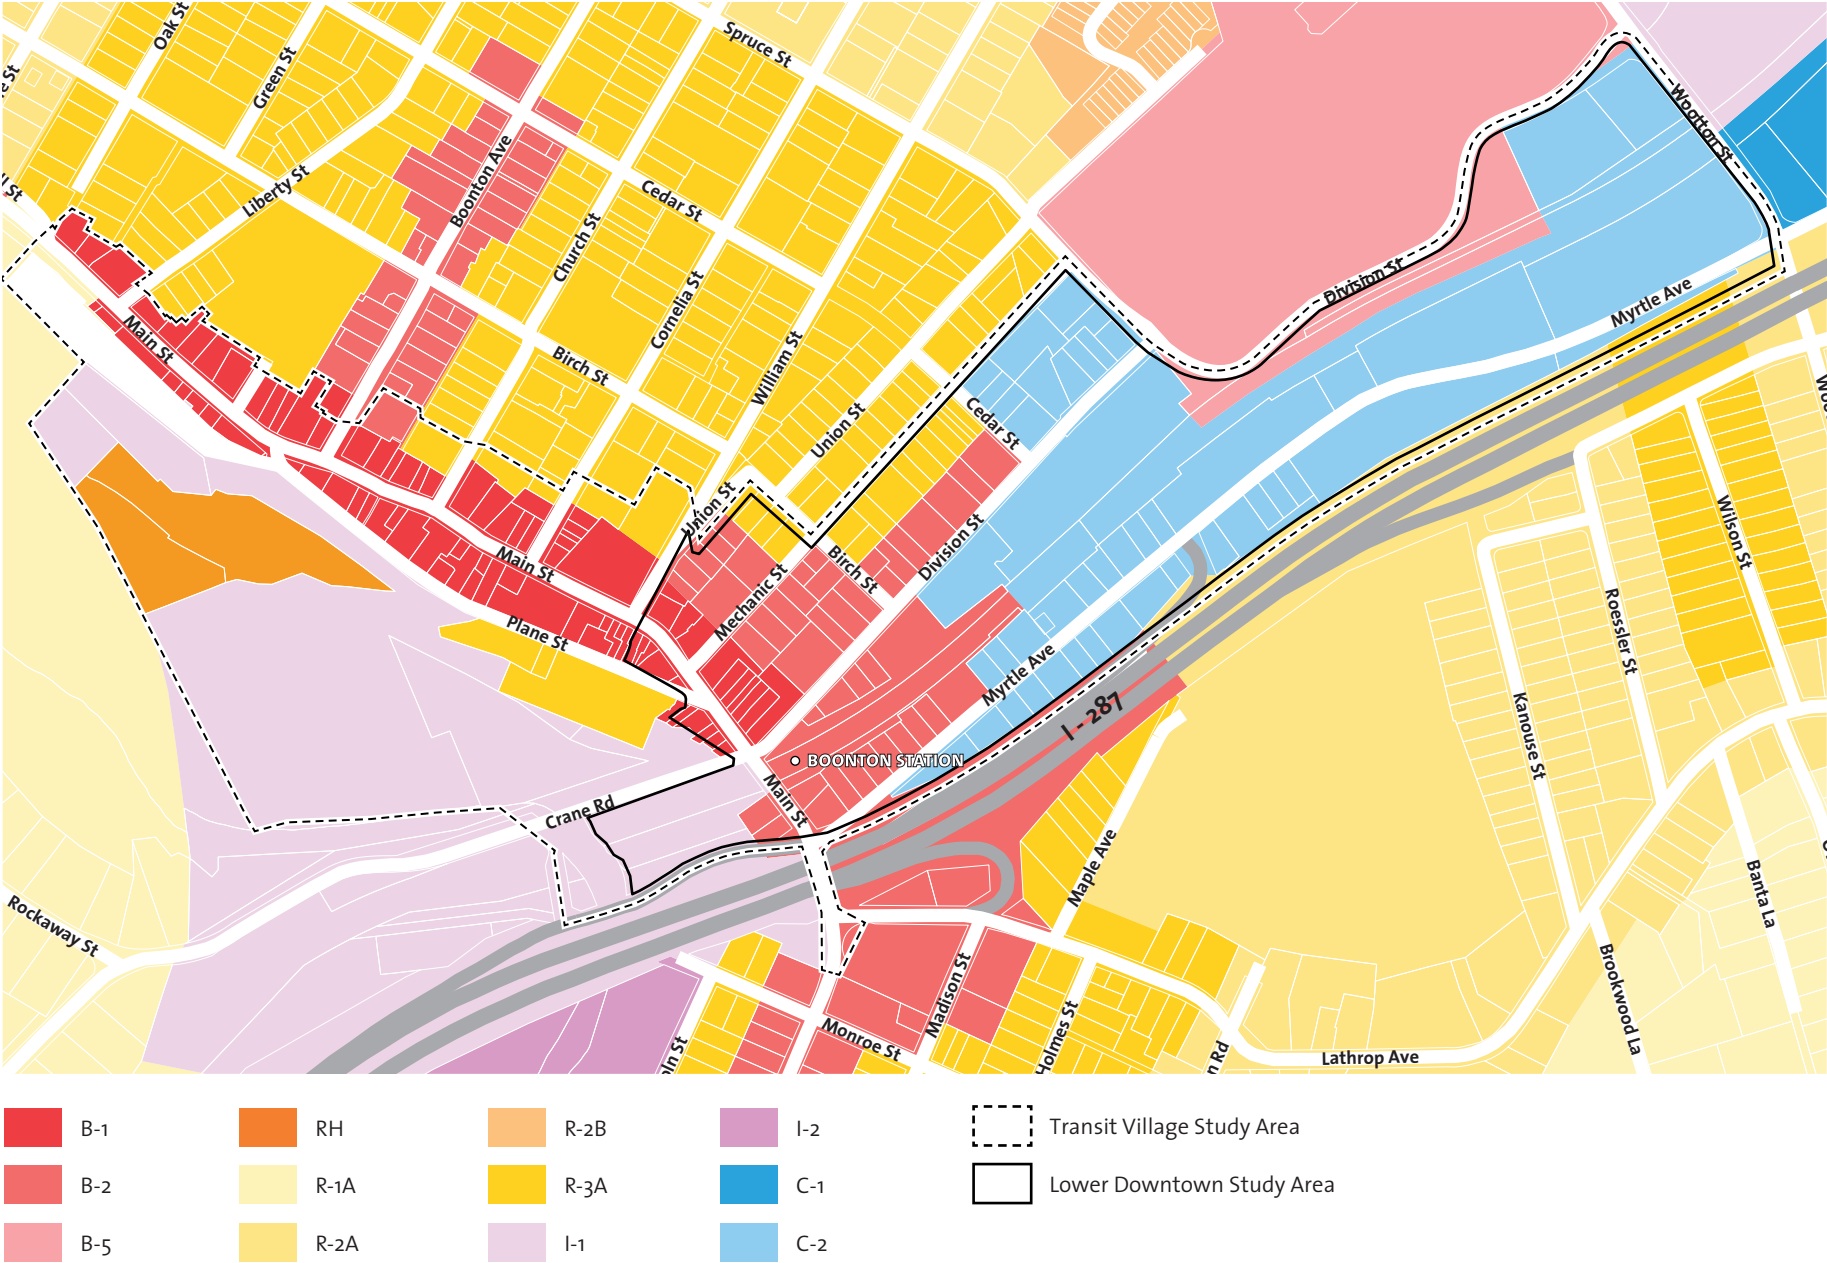 Oak St
Spruce St
Green St
Wootton St
Boonton Ave
Liberty St
Cedar St
Church St
Division St
Cornelia St
Myrtle Ave
Main St
William St
Birch St
Union St
Cedar St
Union St
Wilson St
Division St
Birch St
Main St
Mechanic St
Roessler St
Plane St
Myrtle Ave
I - 287
Kanouse St
BOONTON STATION
Main St
Crane Rd
Maple Ave
Banta La
Rockaway St
Brookwood La
Madison St
Holmes St
Monroe St
Lathrop Ave
B-1
RH
R-2B
I-2
Transit Village Study Area
B-2
R-1A
R-3A
C-1
Lower Downtown Study Area
B-5
R-2A
I-1
C-2